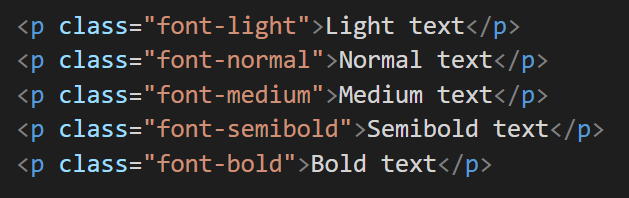 <p class="font-light">Light text</p>
<p class="font-normal">Normal text</p>
<p class="font-medium">Medium text</p>
<p class="font-semibold">Semibold text</p>
<p class="font-bold">Bold text</p>